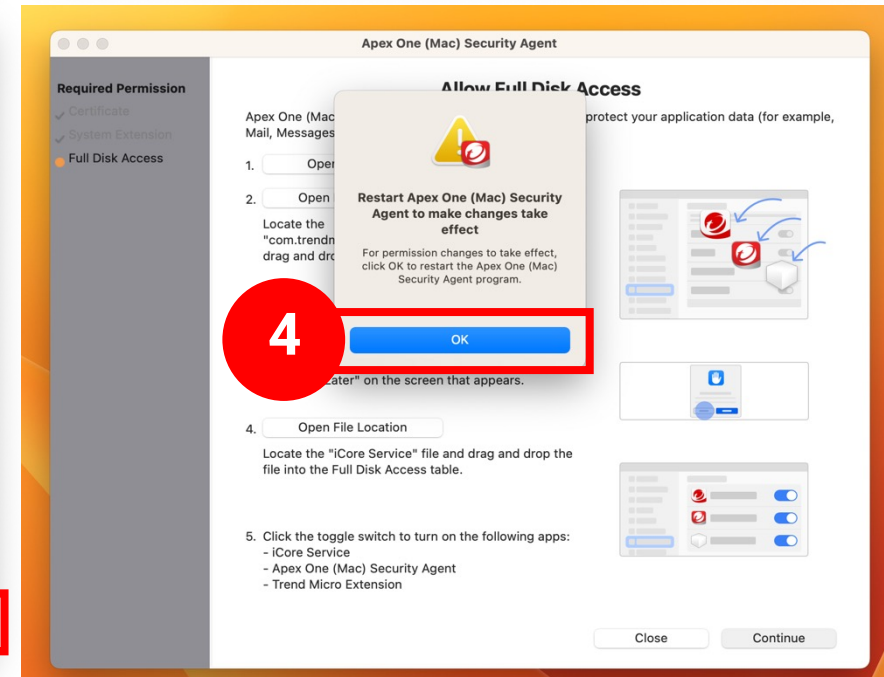 Apex One (Mac) Security Agent
Required Permission
Certificate
System Extension
Full Disk Access
Allow Full Disk Access
Apex One (Mac
protect your application data (for example,
Mail, Messages
1.
2.
Locate the
"com.trendm
drag and dro
Restart Apex One (Mac) Security
Agent to make changes take
effect
For permission changes to take effect,
click OK to restart the Apex One (Mac)
Security Agent program.
4
OK
Later" on the screen that appears.
4. Open File Location
Locate the "iCore Service" file and drag and drop the
file into the Full Disk Access table.
5. Click the toggle switch to turn on the following apps:
- iCore Service
- Apex One (Mac) Security Agent
- Trend Micro Extension
Close
Continue